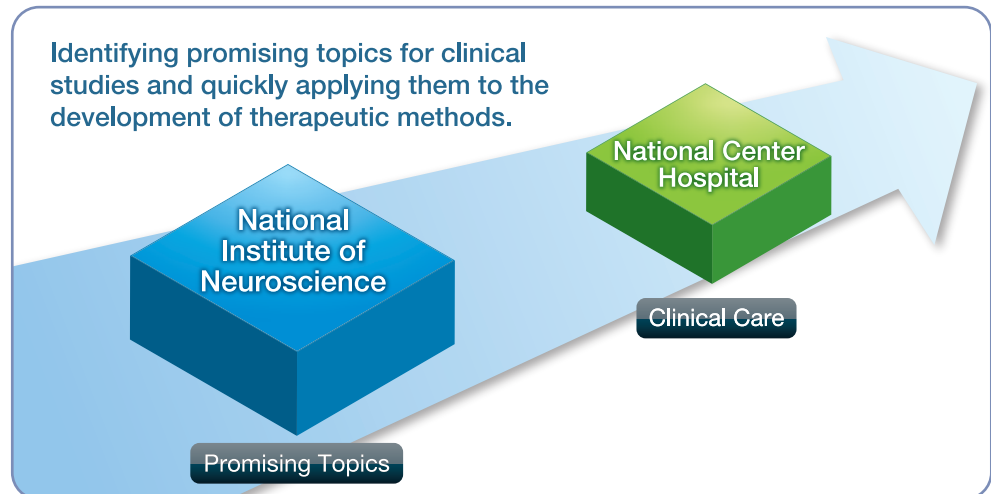 Identifying promising topics for clinical
studies and quickly applying them to the
development of therapeutic methods.
National Center
Hospital
National
Institute of
Neuroscience
Clinical Care
Promising Topics